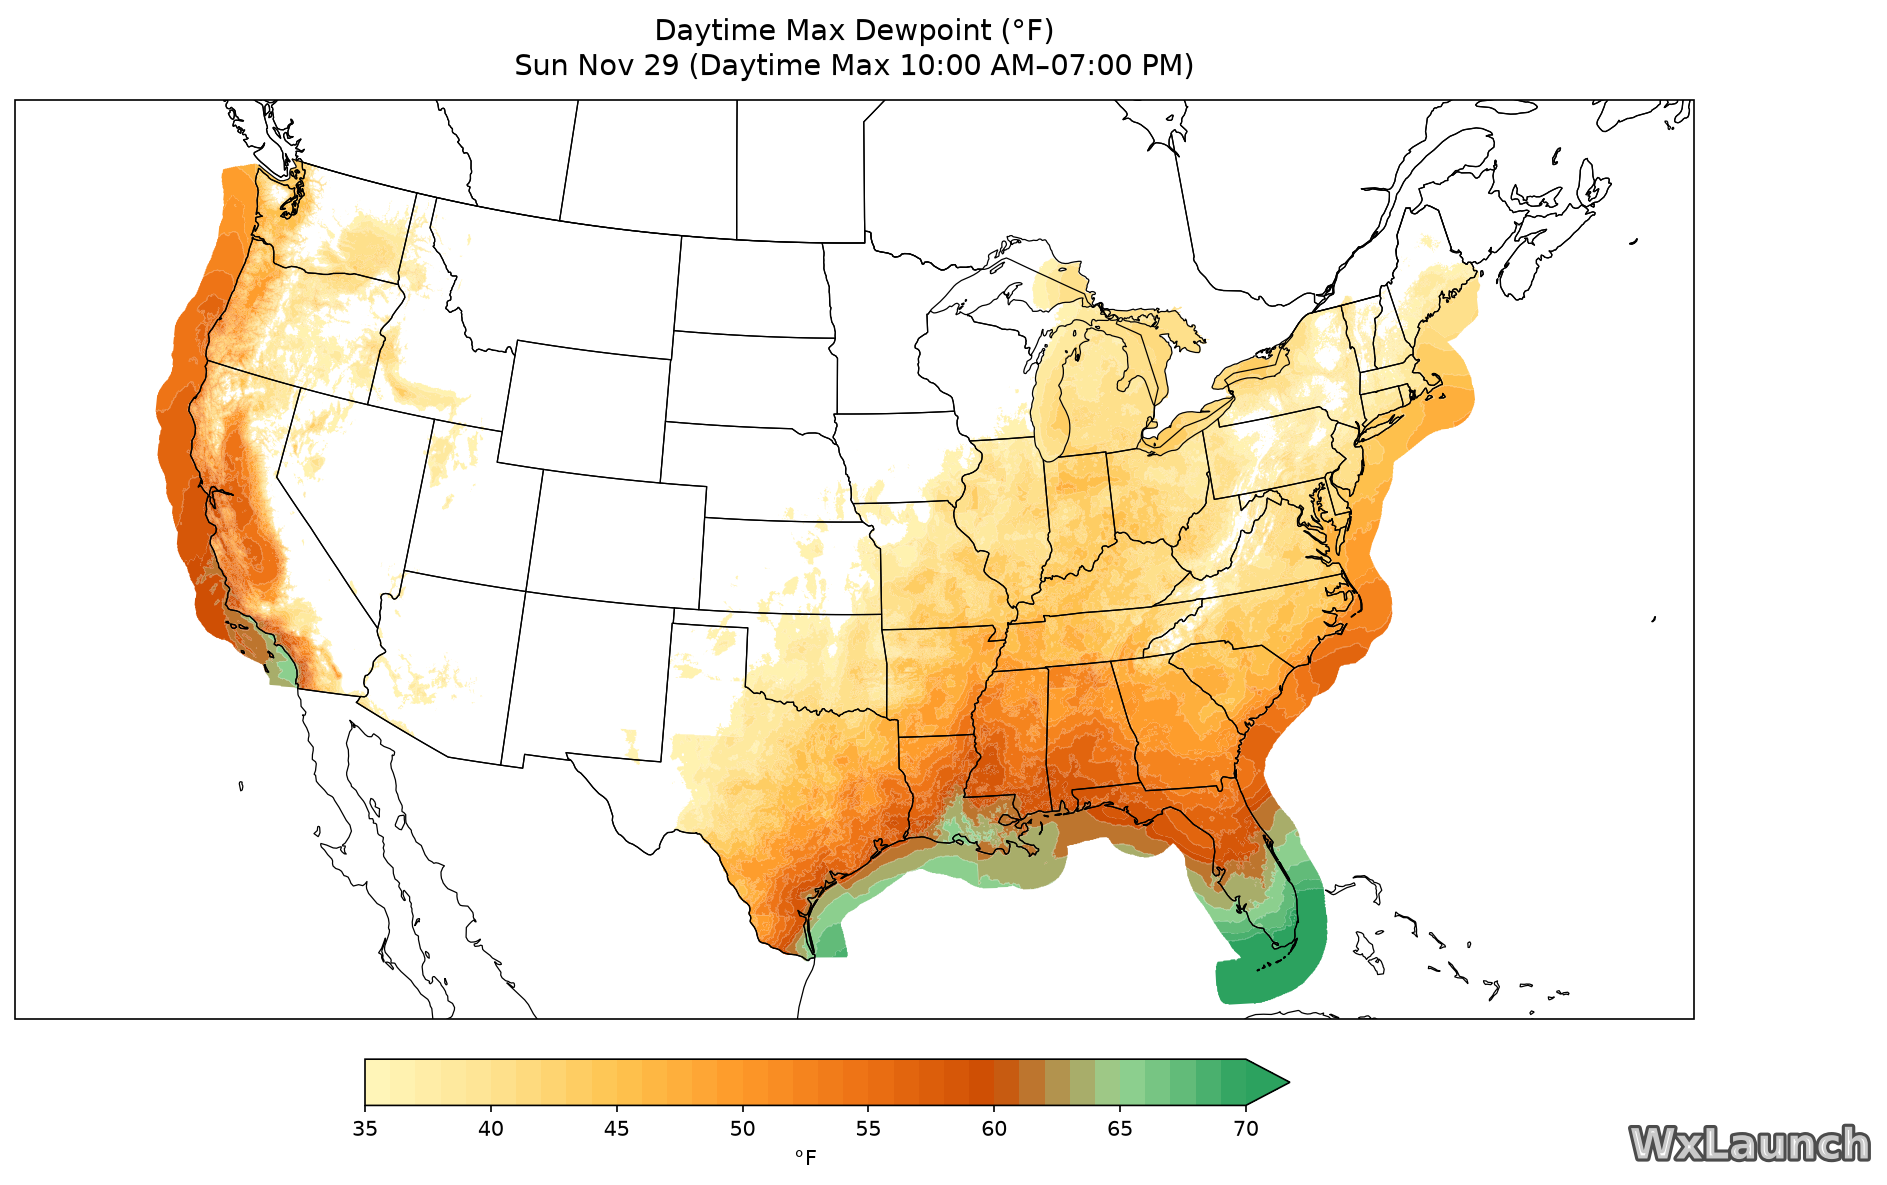 Daytime Max Dewpoint (°F)
Sun Nov 29 (Daytime Max 10:00 AM–07:00 PM)
35 40 45 50 55 60 65 70
°F
WxLaunch